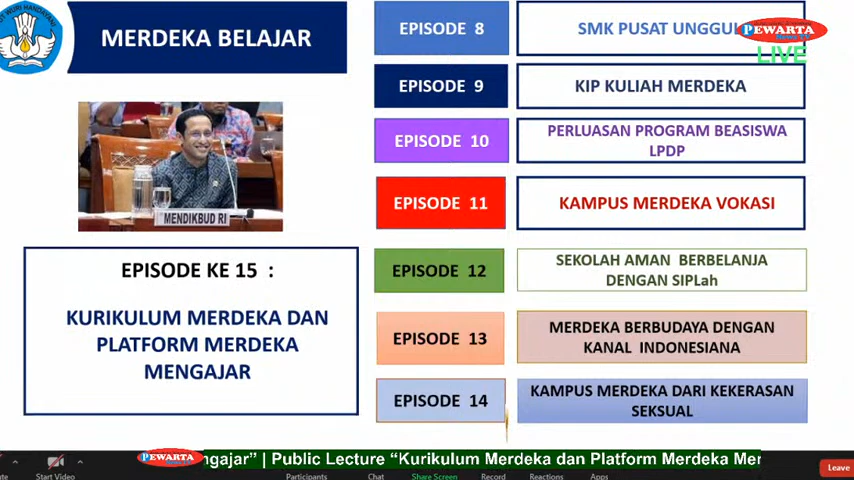 MERDEKA BELAJAR
MENDIKBUD RI
EPISODE KE 15 :
KURIKULUM MERDEKA DAN
PLATFORM MERDEKA
MENGAJAR
EPISODE 8
SMK PUSAT
PEWARTA
LIVE
EPISODE 9
KIP KULIAH MERDEKA
EPISODE 10
PERLUASAN PROGRAM BEASISWA
LPDP
EPISODE 11
KAMPUS MERDEKA VOKASI
EPISODE 12
SEKOLAH AMAN BERBELANJA
DENGAN SIPLah
EPISODE 13
MERDEKA BERBUDAYA DENGAN
KANAL INDONESIANA
EPISODE 14
KAMPUS MERDEKA DARI KEKERASAN
SEKSUAL
PEWARTA
ngajar” | Public Lecture “Kurikulum Merdeka dan Platform Merdeka Mer
Start Video
Participants
Chat
Share Screen
Record
Reactions
Apps
Leave